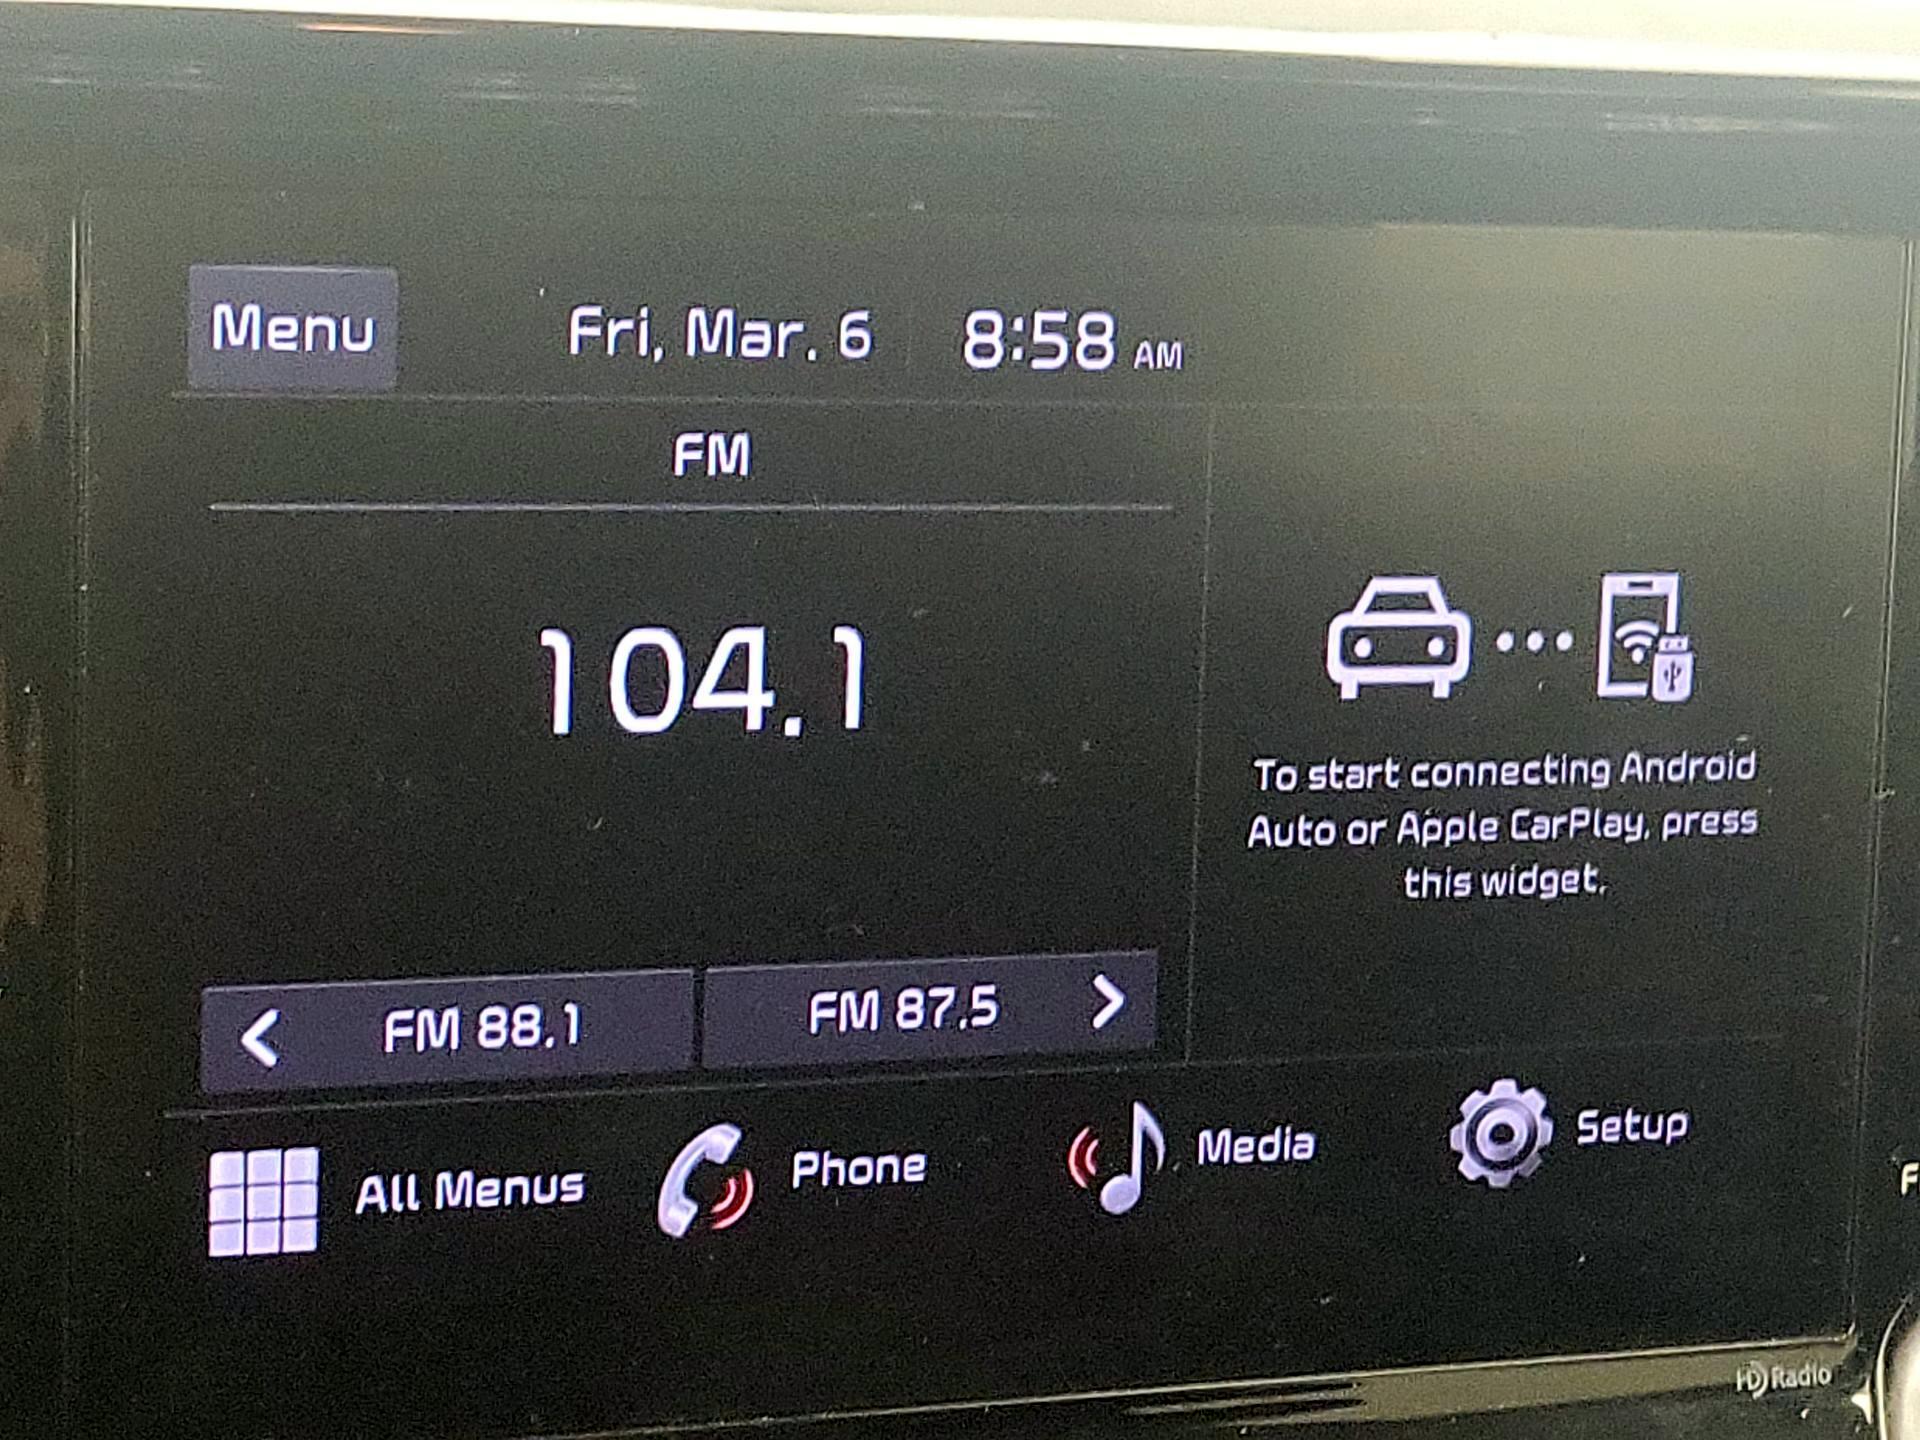 Menu
Fri, Mar. 6
8:58 AM
FM
104.1
To start connecting Android
Auto or Apple CarPlay, press
this widget.
FM 88.1
FM 87.5
All Menus
Phone
Media
Setup
HD Radio